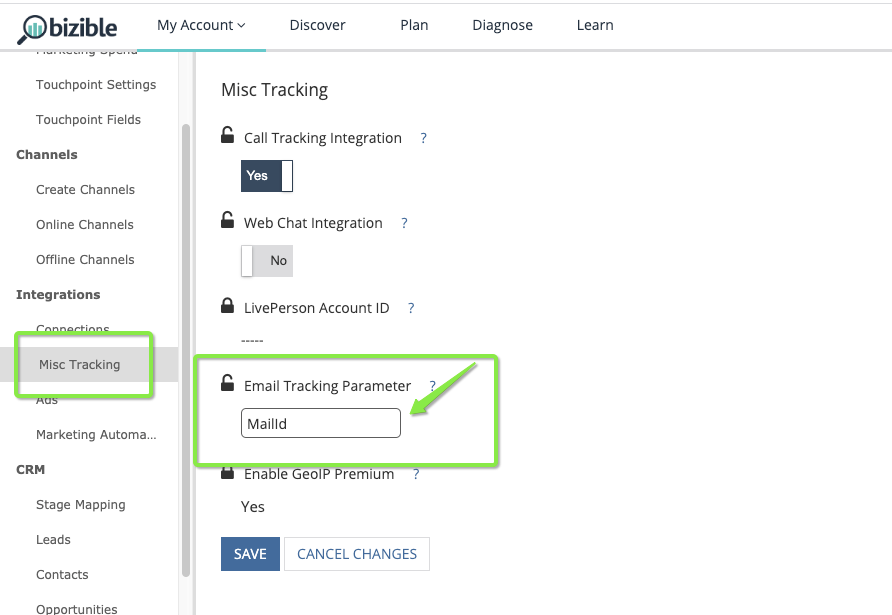 bizible
My Account
Discover
Plan
Diagnose
Learn
Marketing Spend
Touchpoint Settings
Touchpoint Fields
Channels
Create Channels
Online Channels
Offline Channels
Integrations
Connections
Misc Tracking
Ads
Marketing Automa...
CRM
Stage Mapping
Leads
Contacts
Opportunities
Misc Tracking
Call Tracking Integration ?
Yes
Web Chat Integration ?
No
LivePerson Account ID ?
-----
Email Tracking Parameter ?
MailId
Enable GeoIP Premium ?
Yes
SAVE
CANCEL CHANGES